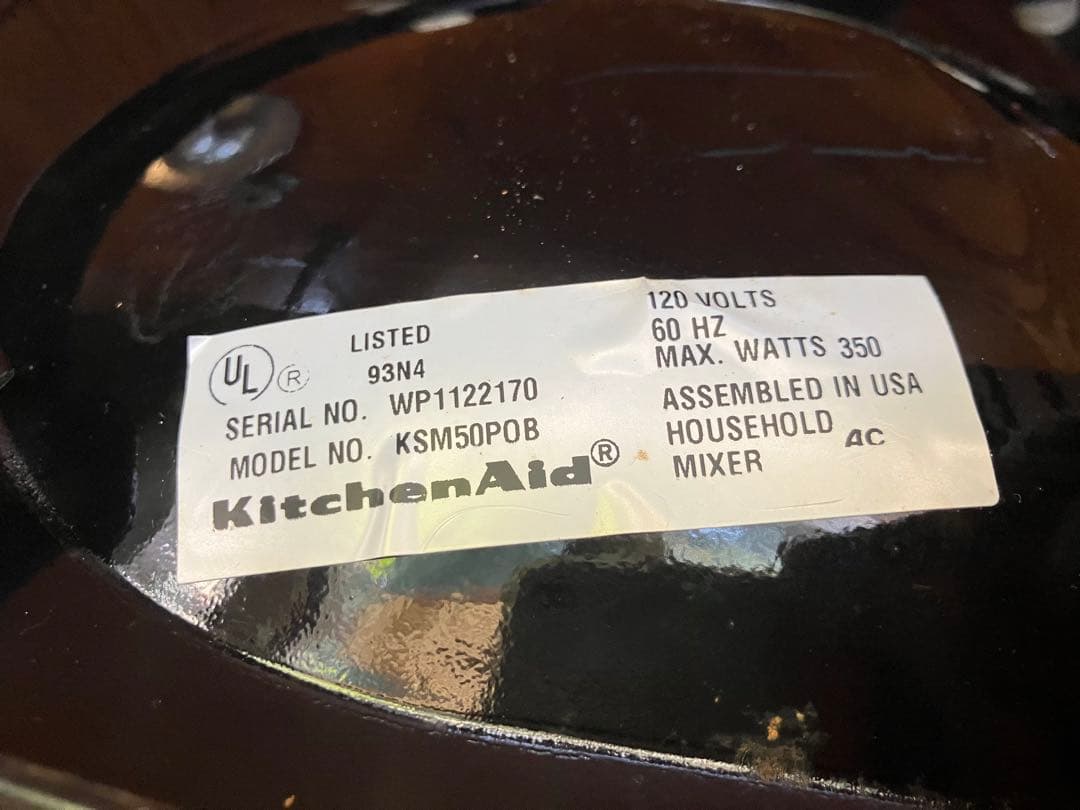 UL ®
LISTED
93N4
SERIAL NO. WP1122170
MODEL NO. KSM50POB
KitchenAid®
120 VOLTS
60 HZ
MAX. WATTS 350
ASSEMBLED IN USA
HOUSEHOLD AC
MIXER